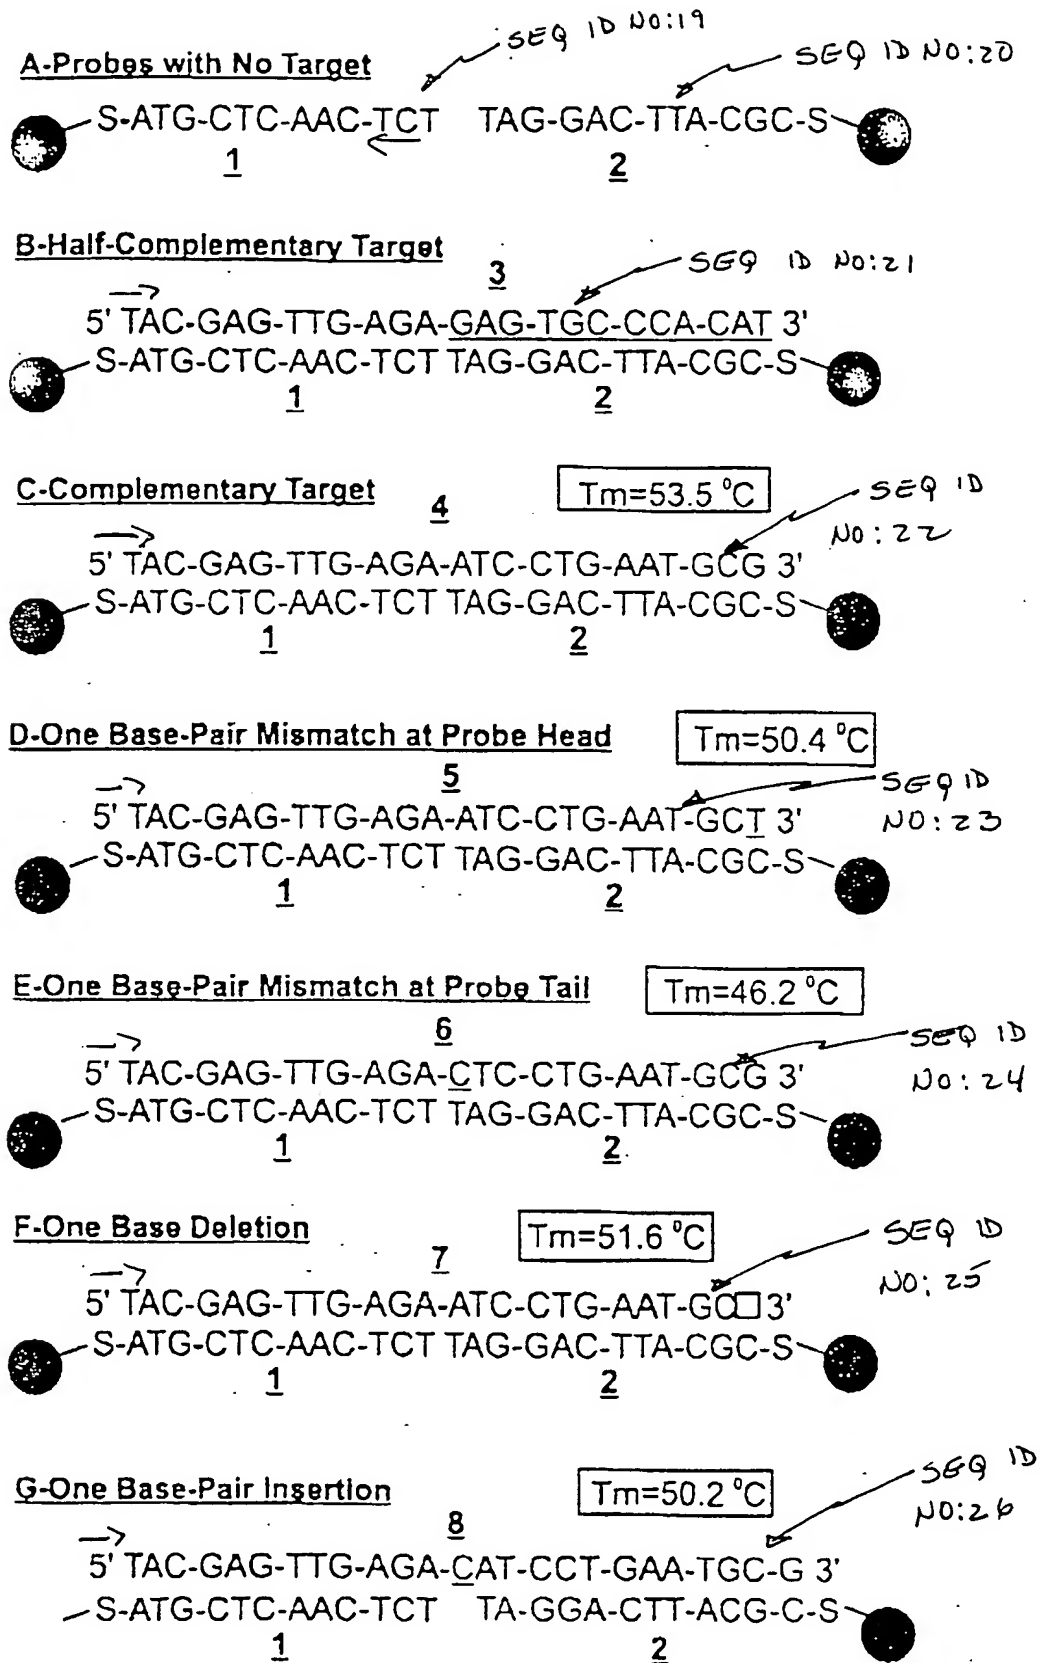 SEQ ID NO:19
SEQ ID NO:20
A-Probes with No Target
S-ATG-CTC-AAC-TCT TAG-GAC-TTA-CGC-S
1 2
B-Half-Complementary Target
3
SEQ ID NO:21
5' TAC-GAG-TTG-AGA-GAG-TGC-CCA-CAT 3'
S-ATG-CTC-AAC-TCT TAG-GAC-TTA-CGC-S
1 2
C-Complementary Target
4
Tm=53.5 °C
SEQ ID
NO:22
5' TAC-GAG-TTG-AGA-ATC-CTG-AAT-GCG 3'
S-ATG-CTC-AAC-TCT TAG-GAC-TTA-CGC-S
1 2
D-One Base-Pair Mismatch at Probe Head
Tm=50.4 °C
5
SEQ ID
NO:23
5' TAC-GAG-TTG-AGA-ATC-CTG-AAT-GCT 3'
S-ATG-CTC-AAC-TCT TAG-GAC-TTA-CGC-S
1 2
E-One Base-Pair Mismatch at Probe Tail
Tm=46.2 °C
6
SEQ ID
NO:24
5' TAC-GAG-TTG-AGA-CTC-CTG-AAT-GCG 3'
S-ATG-CTC-AAC-TCT TAG-GAC-TTA-CGC-S
1 2
F-One Base Deletion
Tm=51.6 °C
7
SEQ ID
NO:25
5' TAC-GAG-TTG-AGA-ATC-CTG-AAT-GC□ 3'
S-ATG-CTC-AAC-TCT TAG-GAC-TTA-CGC-S
1 2
G-One Base-Pair Insertion
Tm=50.2 °C
8
SEQ ID
NO:26
5' TAC-GAG-TTG-AGA-CAT-CCT-GAA-TGC-G 3'
S-ATG-CTC-AAC-TCT TA-GGA-CTT-ACG-C-S
1 2